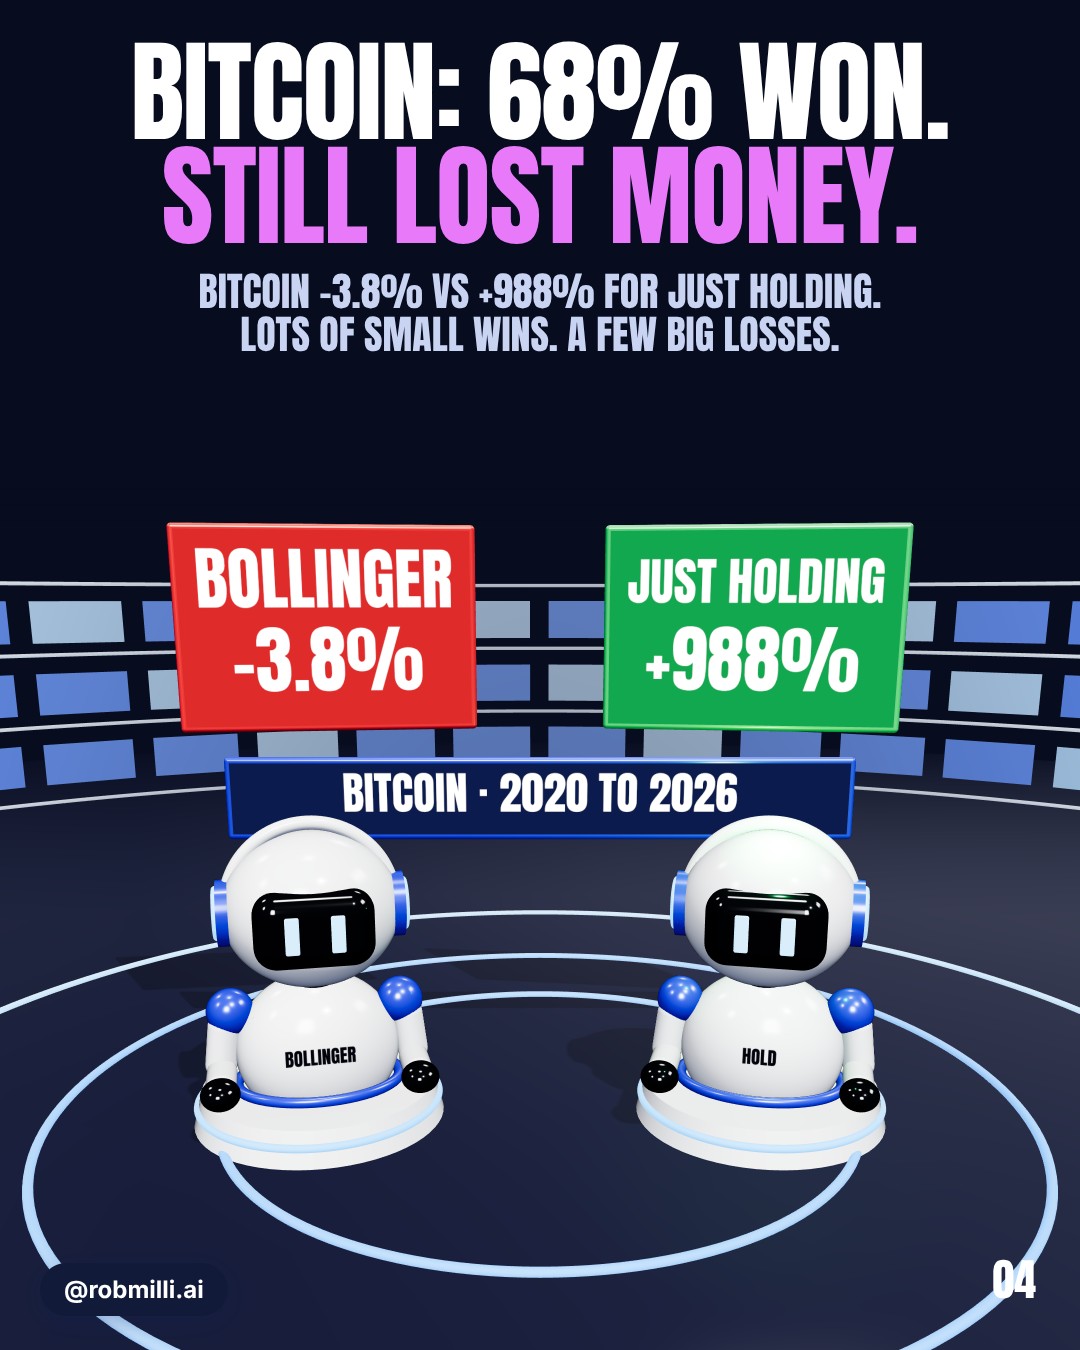 BITCOIN: 68% WON.
STILL LOST MONEY.
BITCOIN -3.8% VS +988% FOR JUST HOLDING.
LOTS OF SMALL WINS. A FEW BIG LOSSES.
BOLLINGER
-3.8%
JUST HOLDING
+988%
BITCOIN · 2020 TO 2026
BOLLINGER
HOLD
@robmilli.ai
04